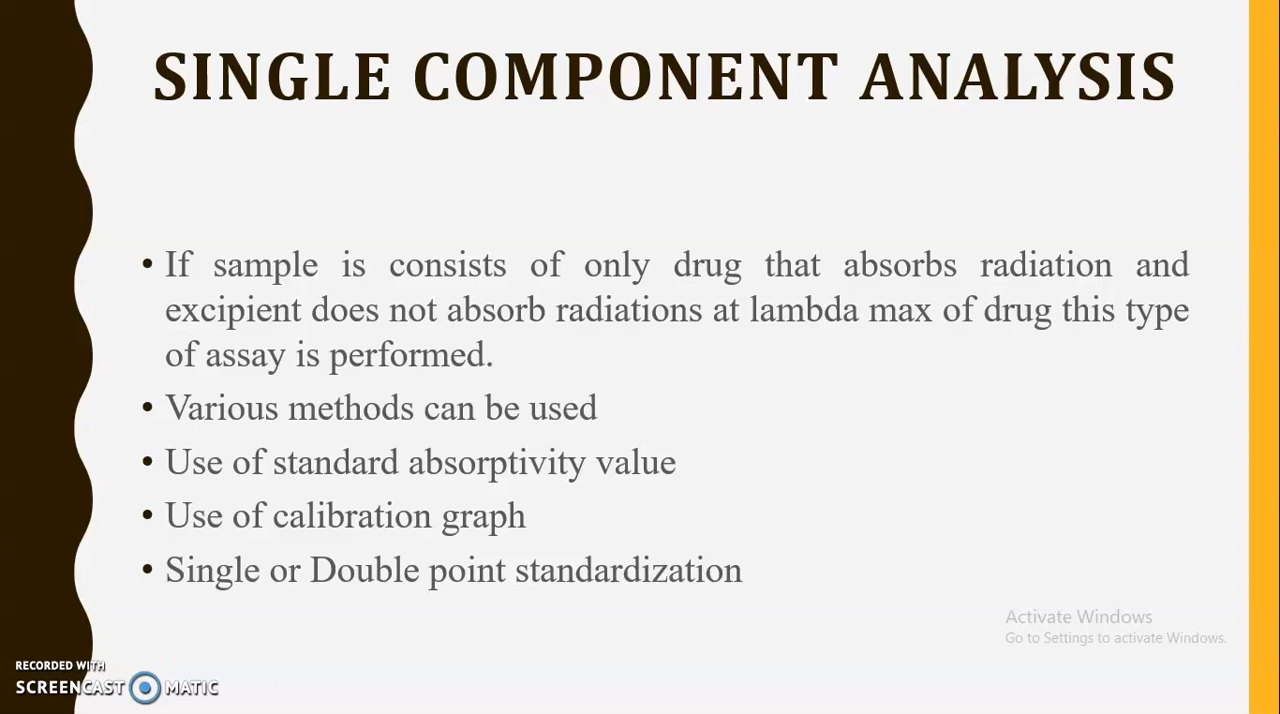 SINGLE COMPONENT ANALYSIS
• If sample is consists of only drug that absorbs radiation and
excipient does not absorb radiations at lambda max of drug this type
of assay is performed.
• Various methods can be used
• Use of standard absorptivity value
• Use of calibration graph
• Single or Double point standardization
Activate Windows
Go to Settings to activate Windows.
RECORDED WITH
SCREENCAST MATIC